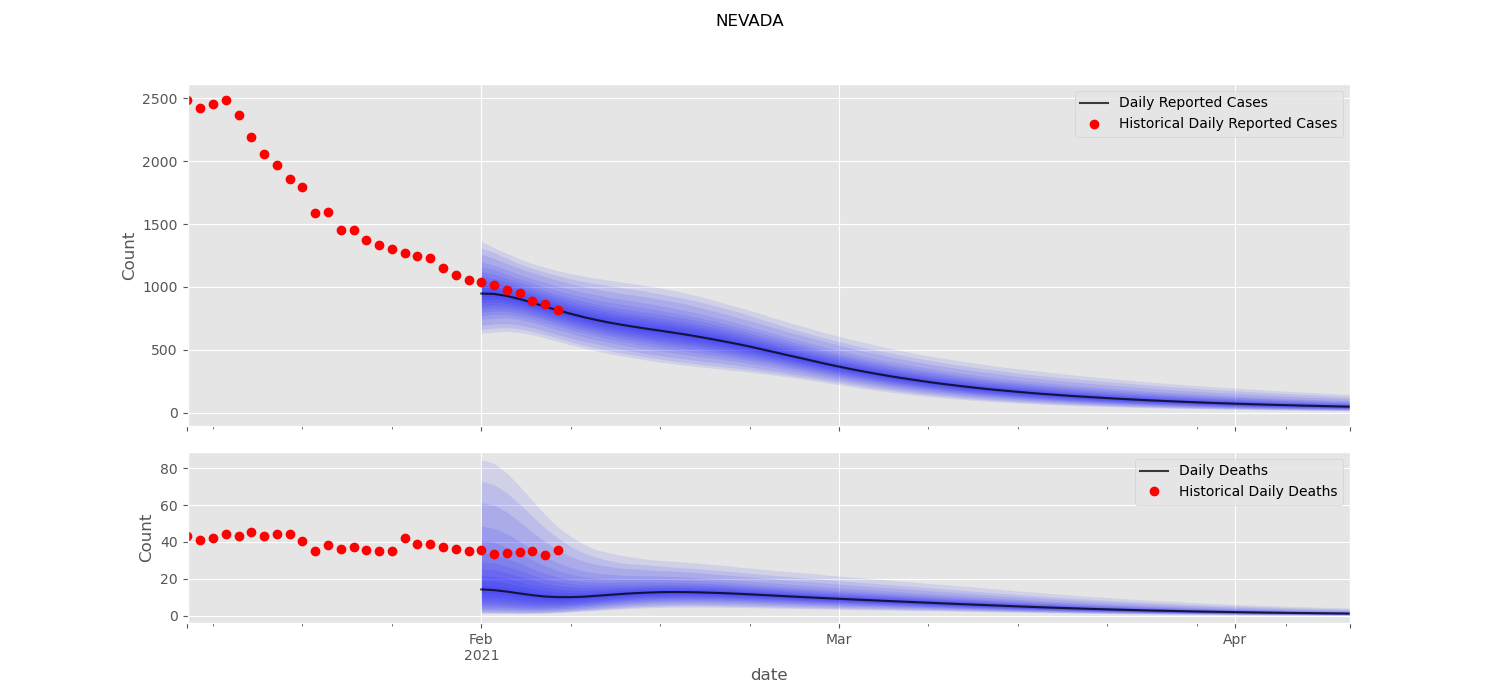 NEVADA
2500
2000
1500
1000
500
0
Count
Daily Reported Cases
Historical Daily Reported Cases
80
60
40
20
0
Count
Daily Deaths
Historical Daily Deaths
Feb
2021
Mar
Apr
date